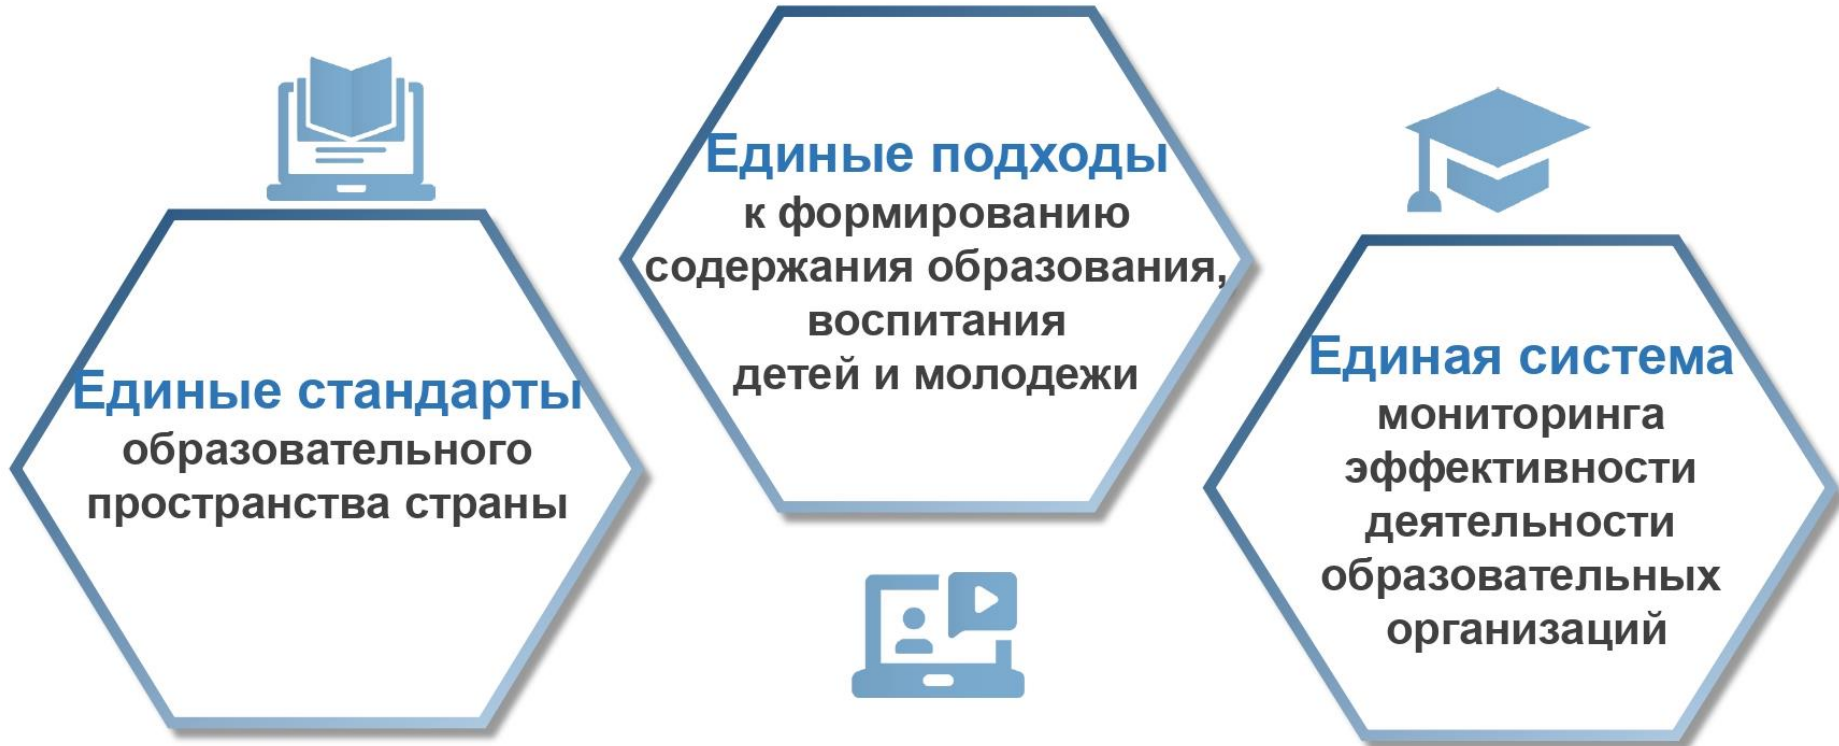 Единые стандарты
образовательного
пространства страны
Единые подходы
к формированию
содержания образования,
воспитания
детей и молодежи
Единая система
мониторинга
эффективности
деятельности
образовательных
организаций